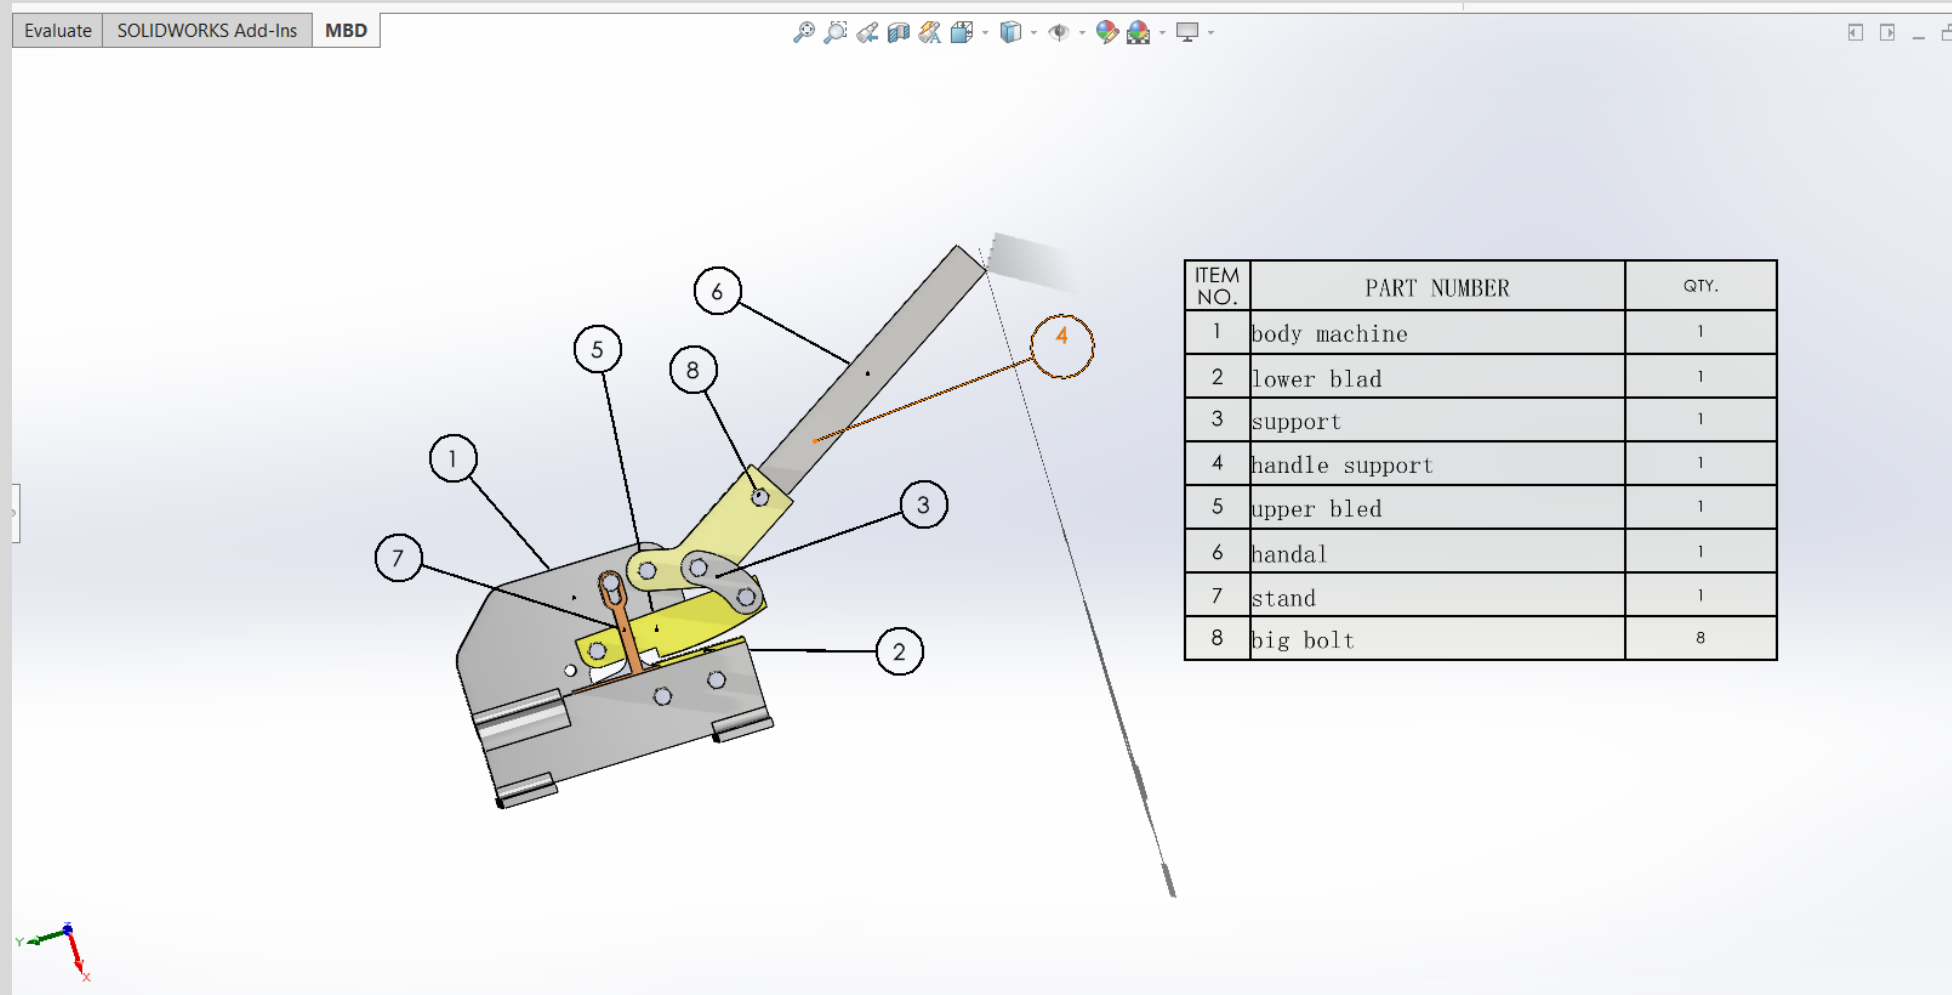 Evaluate SOLIDWORKS Add-Ins MBD
6
4
5
8
1
3
7
2
ITEM NO. PART NUMBER QTY.
1 body machine 1
2 lower blad 1
3 support 1
4 handle support 1
5 upper bled 1
6 handal 1
7 stand 1
8 big bolt 8
Z
Y
X